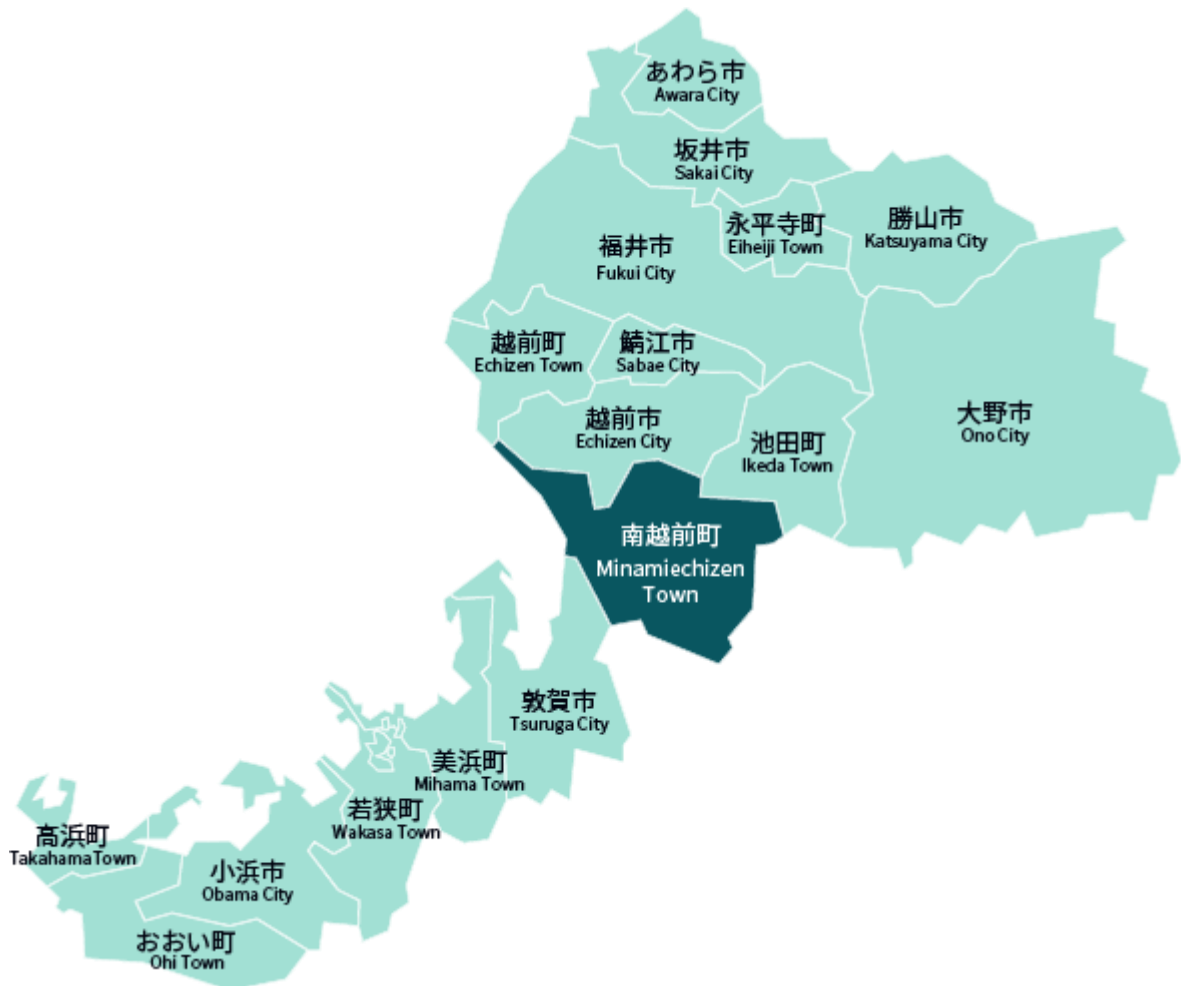 あわら市
Awara City
坂井市
Sakai City
永平寺町
Eiheiji Town
勝山市
Katsuyama City
福井市
Fukui City
越前町
Echizen Town
鯖江市
Sabae City
越前市
Echizen City
池田町
Ikeda Town
大野市
Ono City
南越前町
Minamiechizen
Town
敦賀市
Tsuruga City
美浜町
Mihama Town
若狭町
Wakasa Town
高浜町
Takahama Town
小浜市
Obama City
おおい町
Ohi Town